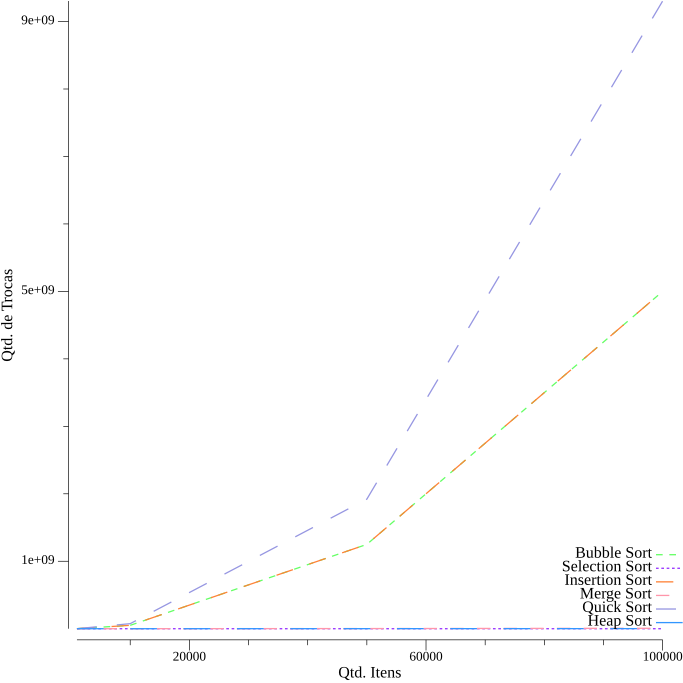 9e+09
Qtd. de Trocas
5e+09
1e+09
Bubble Sort
Selection Sort
Insertion Sort
Merge Sort
Quick Sort
Heap Sort
20000 60000 100000
Qtd. Itens